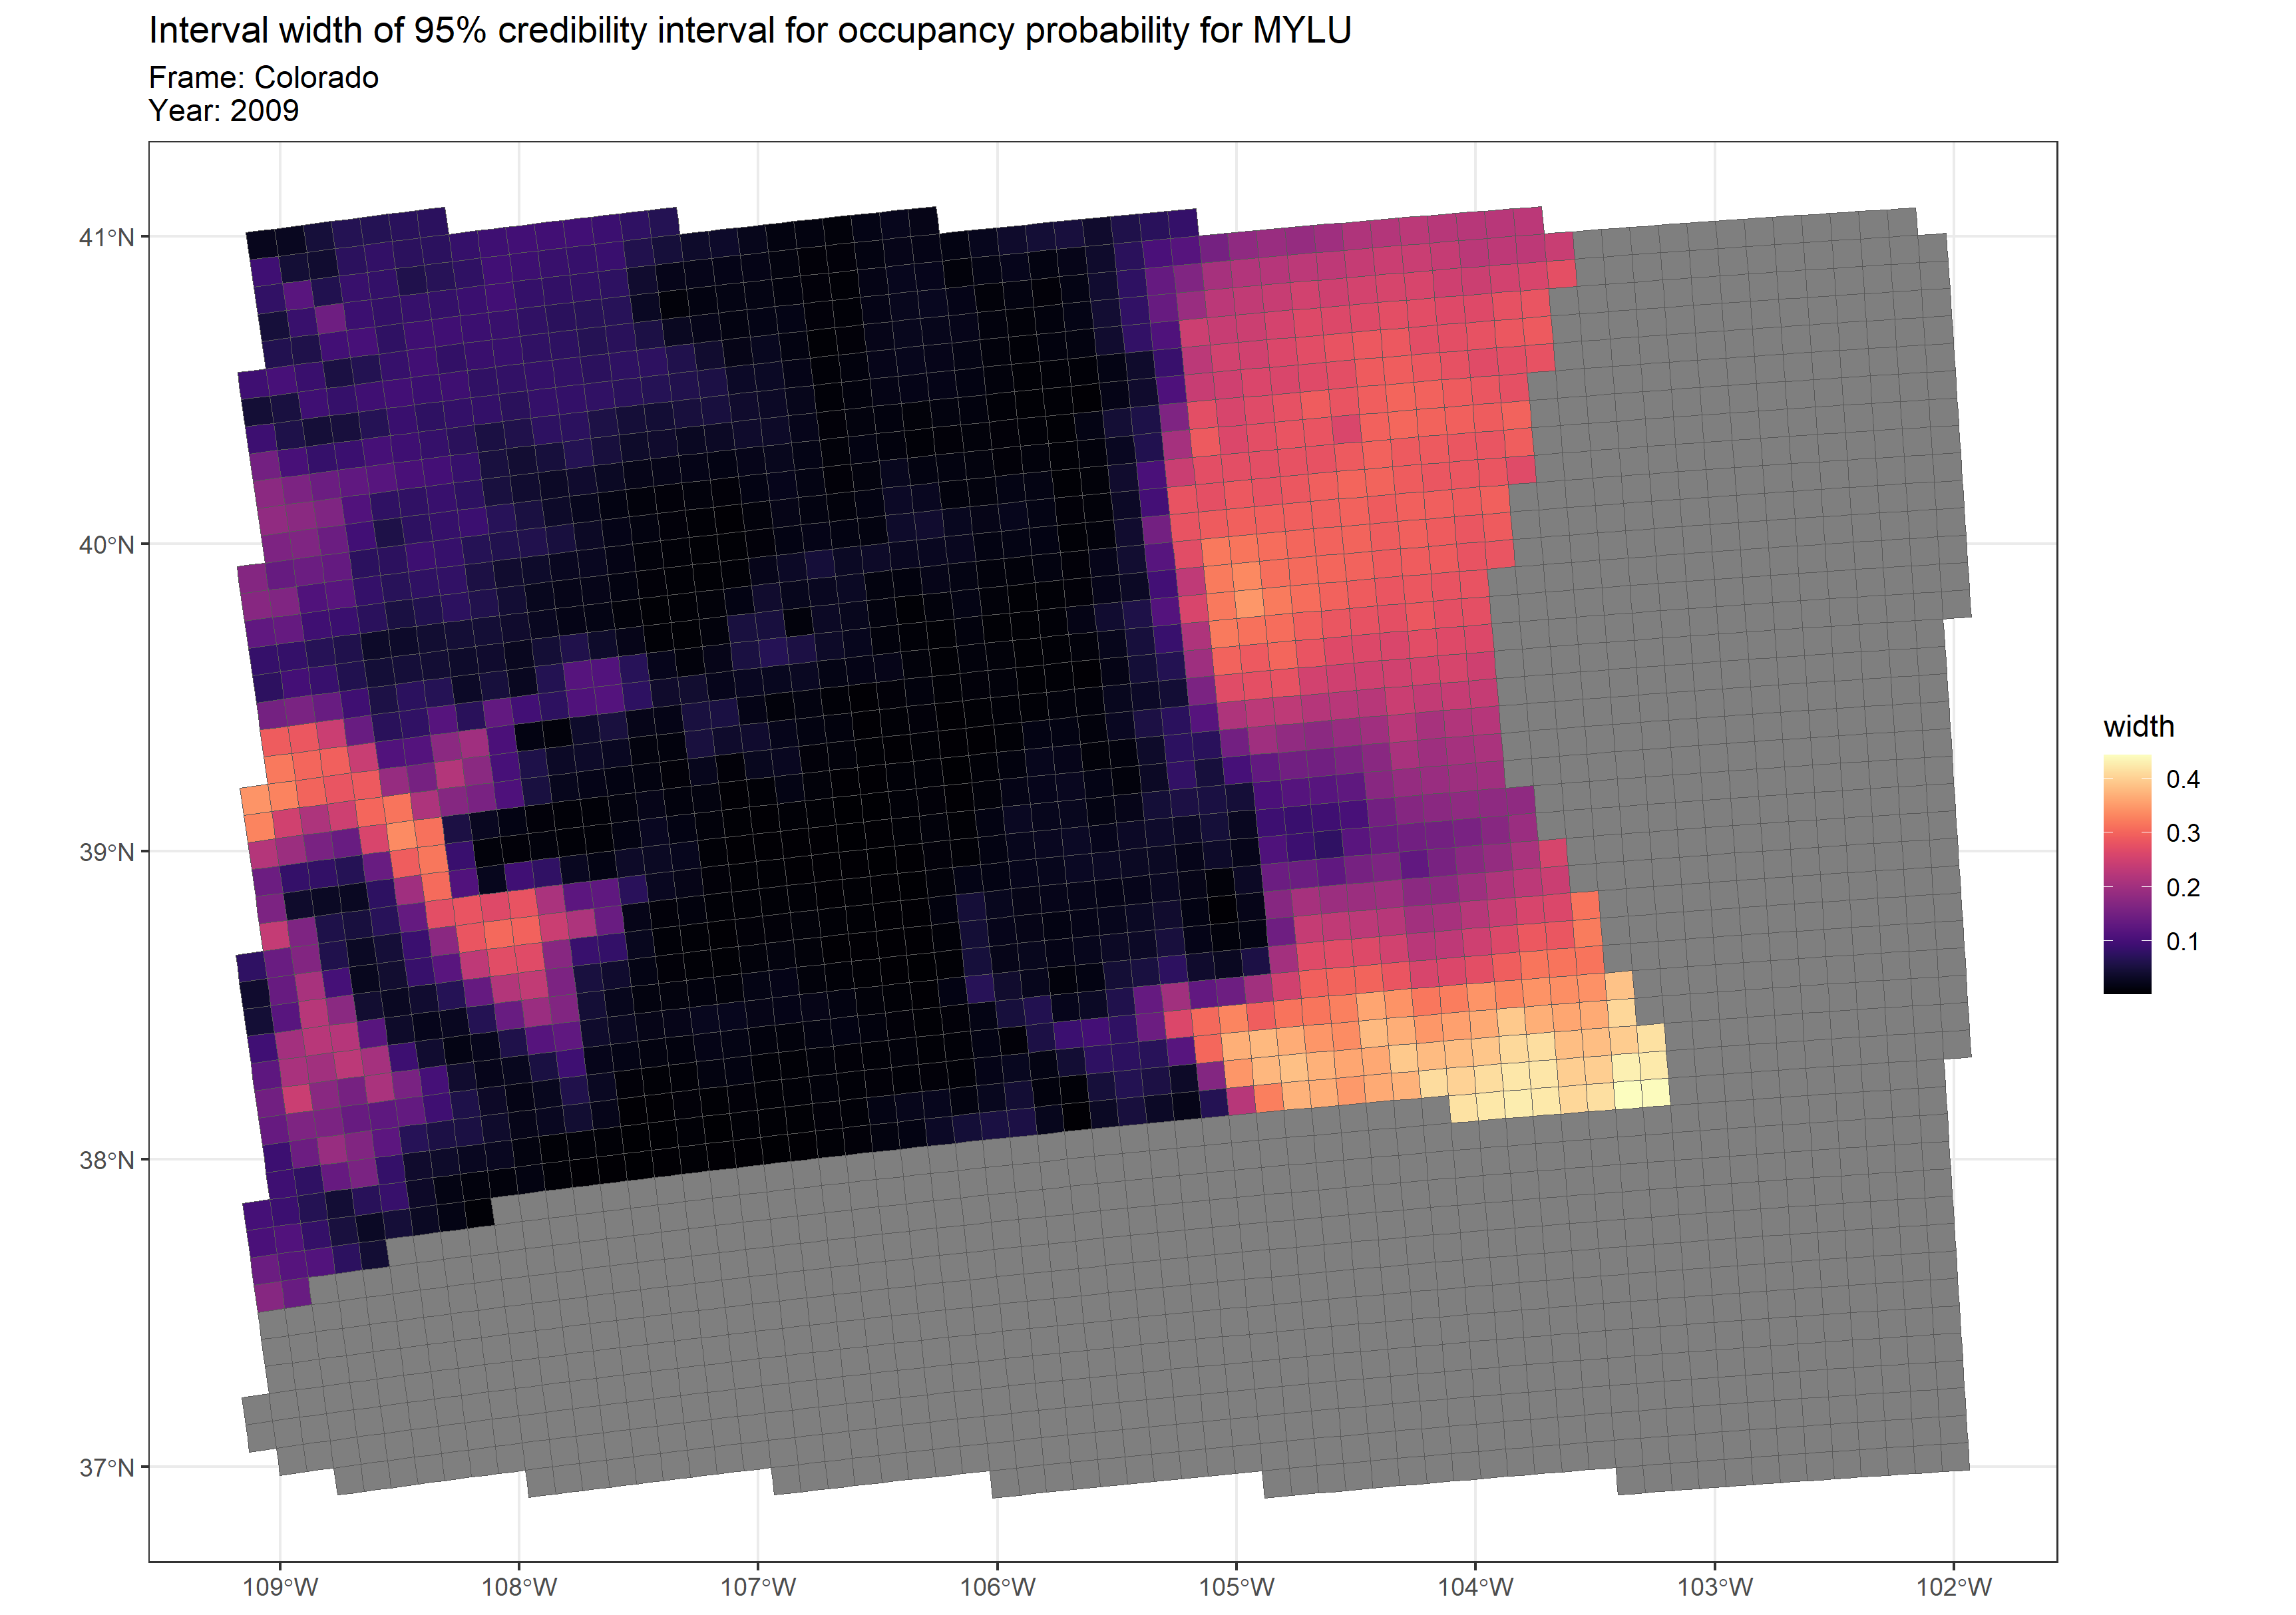 Interval width of 95% credibility interval for occupancy probability for MYLU
Frame: Colorado
Year: 2009
41°N
40°N
39°N
38°N
37°N
109°W
108°W
107°W
106°W
105°W
104°W
103°W
102°W
width
0.4
0.3
0.2
0.1